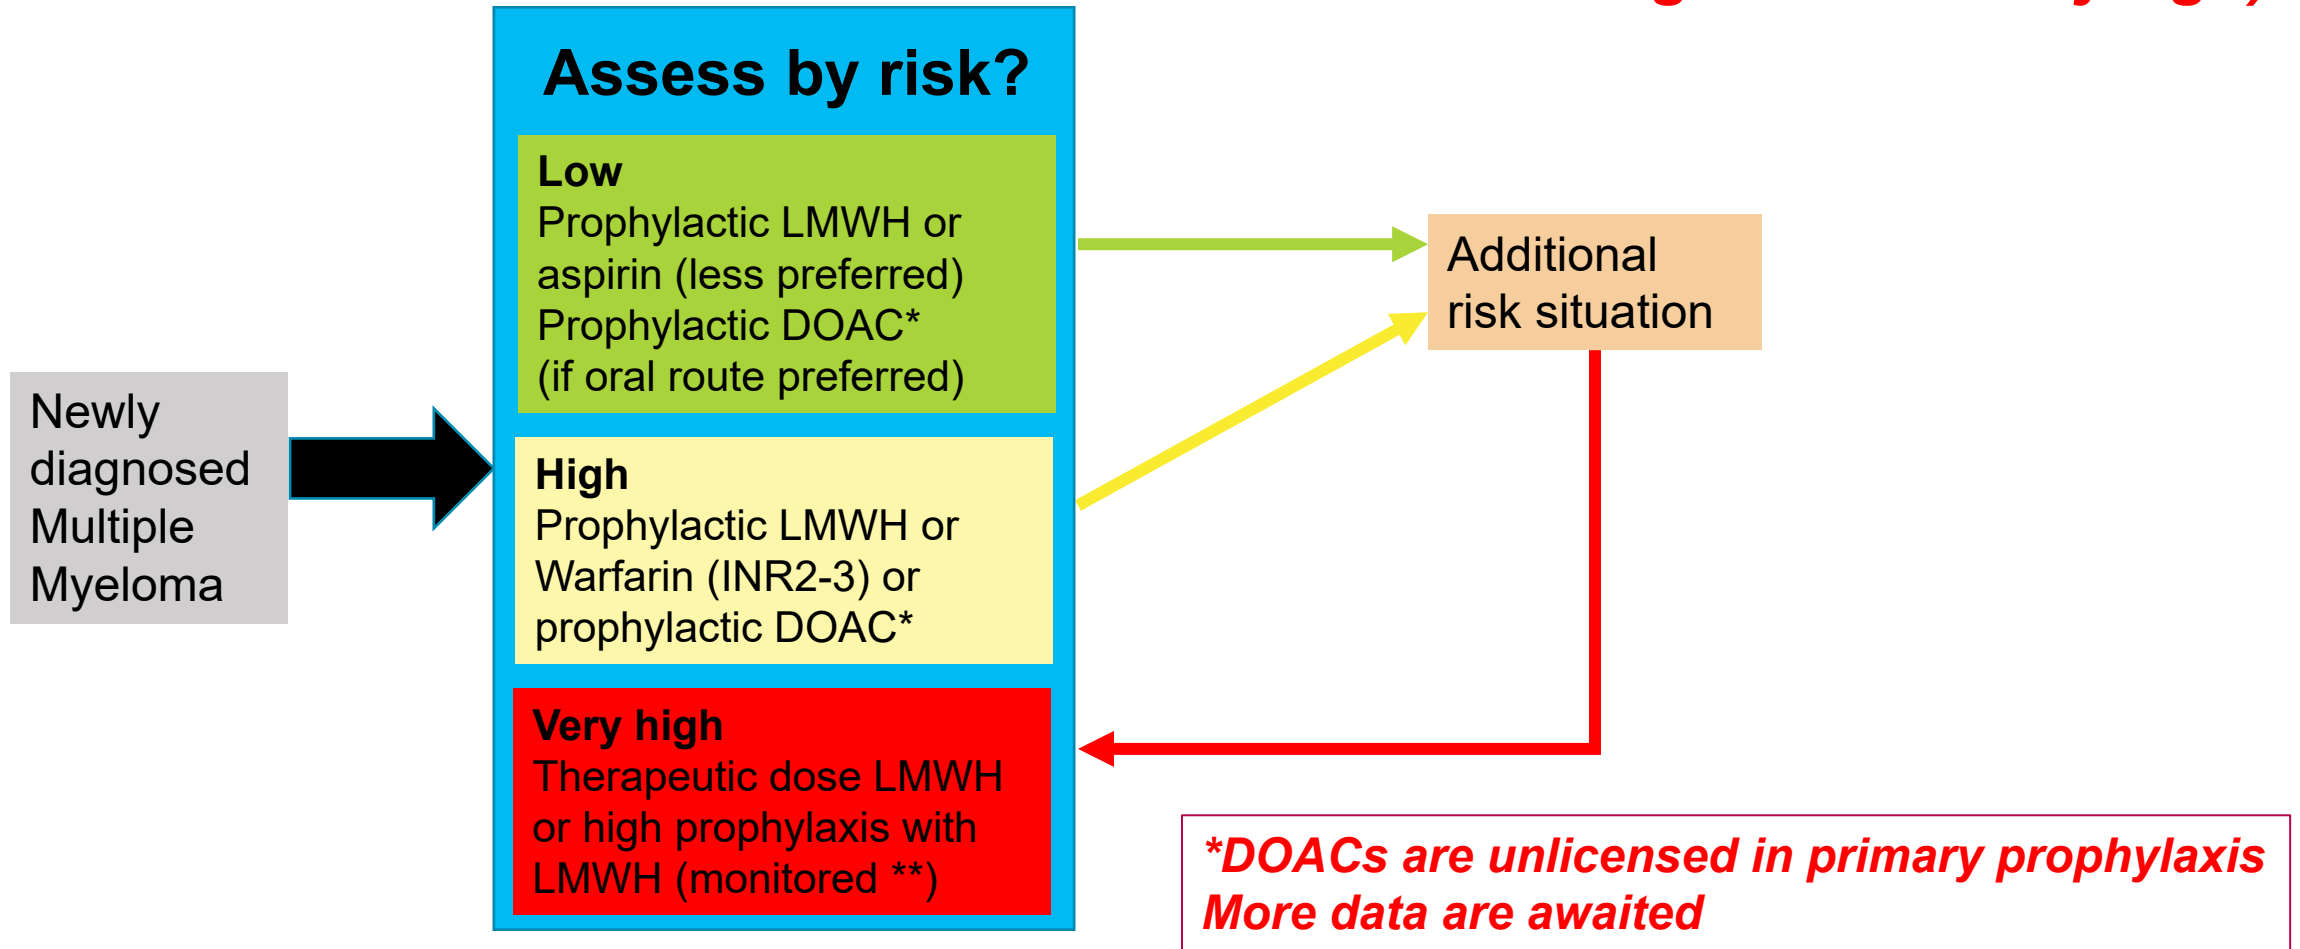 Assess by risk?
Low
Prophylactic LMWH or
aspirin (less preferred)
Prophylactic DOAC*
(if oral route preferred)
Newly
diagnosed
Multiple
Myeloma
High
Prophylactic LMWH or
Warfarin (INR2-3) or
prophylactic DOAC*
Very high
Therapeutic dose LMWH
or high prophylaxis with
LMWH (monitored **)
Additional
risk situation
*DOACs are unlicensed in primary prophylaxis
More data are awaited